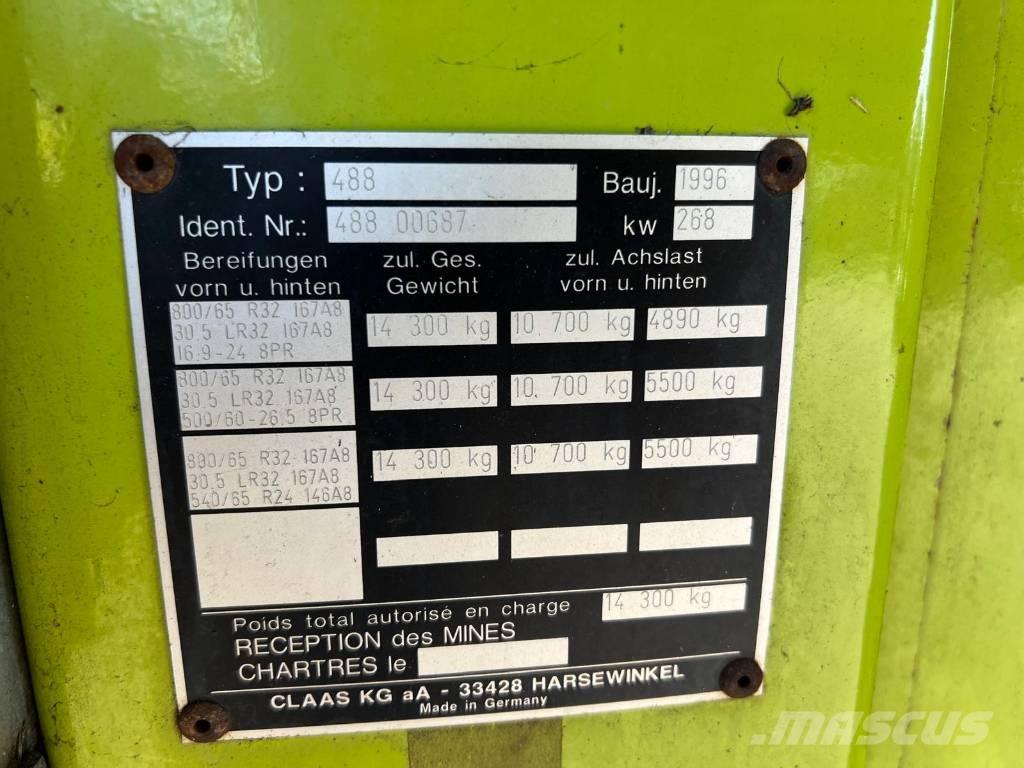 Typ : 488 Bauj. 1996
Ident. Nr.: 488 00687 kw 268
Bereifungen zul. Ges. zul. Achslast
vorn u. hinten Gewicht vorn u. hinten
800/65 R32 167A8
30.5 LR32 167A8 14 300 kg 10 700 kg 4890 kg
16.9-24 8PR
800/65 R32 167A8
30.5 LR32 167A8 14 300 kg 10.700 kg 5500 kg
500/60-26.5 8PR
800/65 R32 167A8
30.5 LR32 167A8 14 300 kg 10 700 kg 5500 kg
540/65 R24 146A8
Poids total autorisé en charge 14 300 kg
RECEPTION des MINES
CHARTRES le
CLAAS KG aA - 33428 HARSEWINKEL
Made in Germany
MASCUS